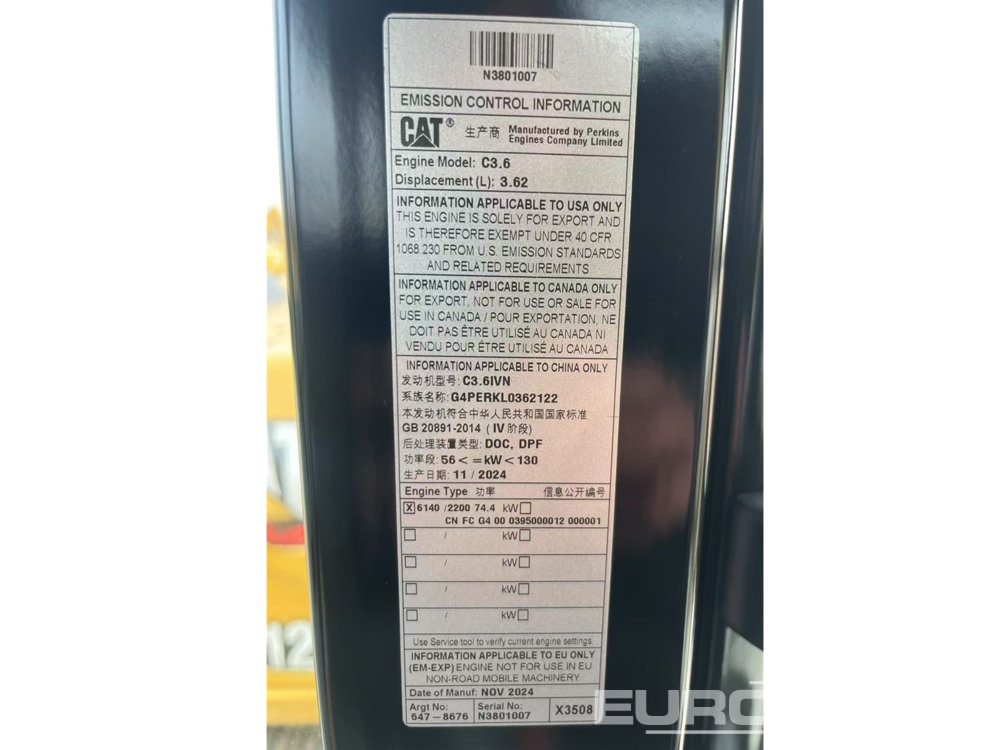 N3801007
EMISSION CONTROL INFORMATION
CAT® 生产商 Manufactured by Perkins
Engines Company Limited
Engine Model: C3.6
Displacement (L): 3.62
INFORMATION APPLICABLE TO USA ONLY
THIS ENGINE IS SOLELY FOR EXPORT AND
IS THEREFORE EXEMPT UNDER 40 CFR
1068.230 FROM U.S. EMISSION STANDARDS
AND RELATED REQUIREMENTS
INFORMATION APPLICABLE TO CANADA ONLY
FOR EXPORT, NOT FOR USE OR SALE FOR
USE IN CANADA / POUR EXPORTATION, NE
DOIT PAS ÊTRE UTILISÉ AU CANADA NI
VENDU POUR ÊTRE UTILISÉ AU CANADA
INFORMATION APPLICABLE TO CHINA ONLY
发动机型号: C3.6IVN
系族名称: G4PERKL0362122
本发动机符合中华人民共和国国家标准
GB 20891-2014 ( IV 阶段)
后处理装置类型: DOC, DPF
功率段: 56 < =kW < 130
生产日期: 11 / 2024
Engine Type 功率 信息公开编号
X 6140 /2200 74.4 kW
CN FC G4 00 0395000012 000001
/ kW
/ kW
/ kW
/ kW
Use Service tool to verify current engine settings
INFORMATION APPLICABLE TO EU ONLY
(EM-EXP) ENGINE NOT FOR USE IN EU
NON-ROAD MOBILE MACHINERY
Date of Manuf: NOV 2024
Argt No: Serial No:
647-8676 N3801007 X3508
EURO
12